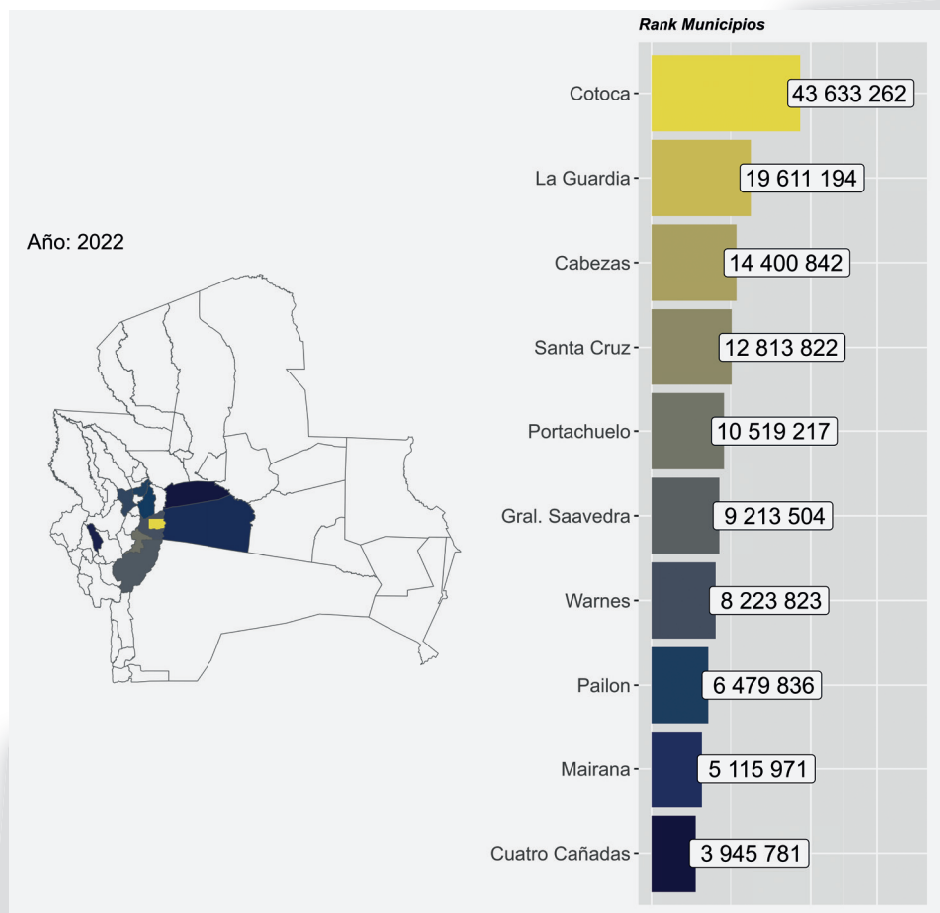 Rank Municipios
Cotoca
43 633 262
La Guardia
19 611 194
Año: 2022
Cabezas
14 400 842
Santa Cruz
12 813 822
Portachuelo
10 519 217
Gral. Saavedra
9 213 504
Warnes
8 223 823
Pailon
6 479 836
Mairana
5 115 971
Cuatro Cañadas
3 945 781